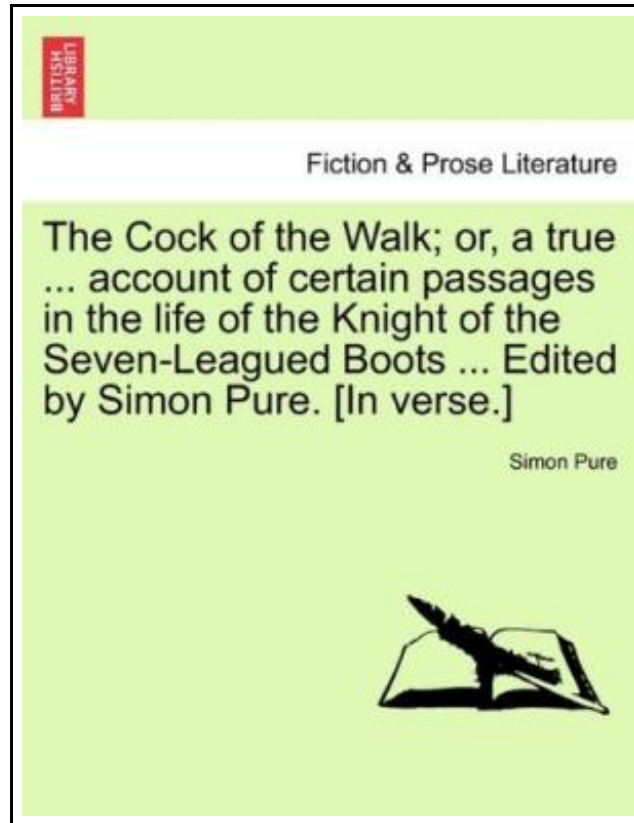 BRITISH
LIBRARY
Fiction & Prose Literature
The Cock of the Walk; or, a true
... account of certain passages
in the life of the Knight of the
Seven-Leagued Boots ... Edited
by Simon Pure. [In verse.]
Simon Pure